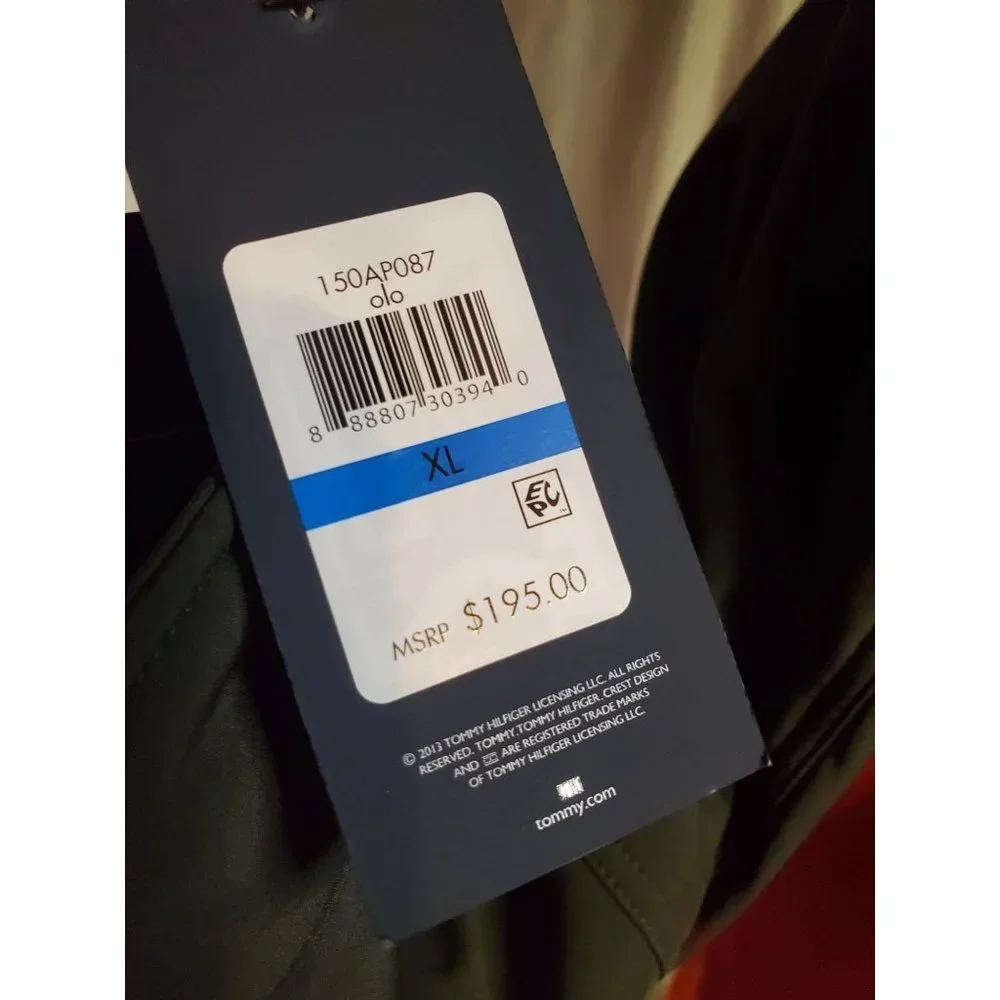 150AP087
olo
8 88807 30394 0
XL
EPC
MSRP $195.00
© 2013 TOMMY HILFIGER LICENSING LLC. ALL RIGHTS
RESERVED. TOMMY, TOMMY HILFIGER, CREST DESIGN
AND ARE REGISTERED TRADE MARKS
OF TOMMY HILFIGER LICENSING LLC.
tommy.com